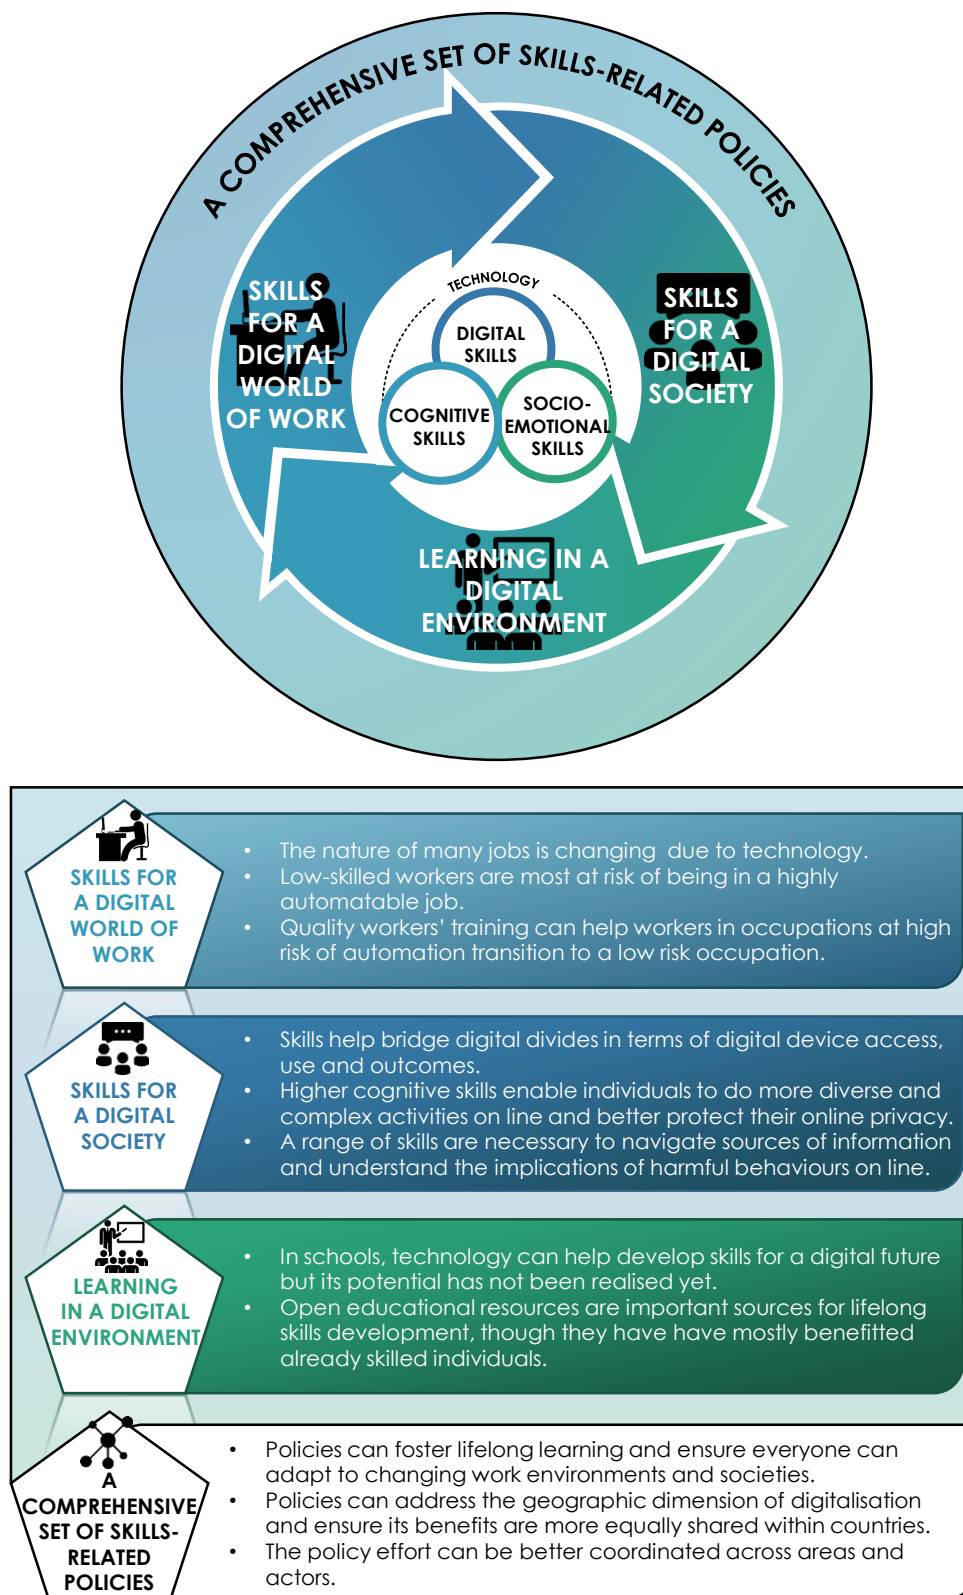 A COMPREHENSIVE SET OF SKILLS-RELATED POLICIES
TECHNOLOGY
DIGITAL
SKILLS
COGNITIVE
SKILLS
SOCIO-
EMOTIONAL
SKILLS
SKILLS
FOR A
DIGITAL
WORLD
OF WORK
SKILLS
FOR A
DIGITAL
SOCIETY
LEARNING IN A
DIGITAL
ENVIRONMENT
SKILLS FOR
A DIGITAL
WORLD OF
WORK
• The nature of many jobs is changing due to technology.
• Low-skilled workers are most at risk of being in a highly
automatable job.
• Quality workers' training can help workers in occupations at high
risk of automation transition to a low risk occupation.
SKILLS FOR
A DIGITAL
SOCIETY
• Skills help bridge digital divides in terms of digital device access,
use and outcomes.
• Higher cognitive skills enable individuals to do more diverse and
complex activities on line and better protect their online privacy.
• A range of skills are necessary to navigate sources of information
and understand the implications of harmful behaviours on line.
LEARNING
IN A DIGITAL
ENVIRONMENT
• In schools, technology can help develop skills for a digital future
but its potential has not been realised yet.
• Open educational resources are important sources for lifelong
skills development, though they have have mostly benefitted
already skilled individuals.
A
COMPREHENSIVE
SET OF SKILLS-
RELATED
POLICIES
• Policies can foster lifelong learning and ensure everyone can
adapt to changing work environments and societies.
• Policies can address the geographic dimension of digitalisation
and ensure its benefits are more equally shared within countries.
• The policy effort can be better coordinated across areas and
actors.